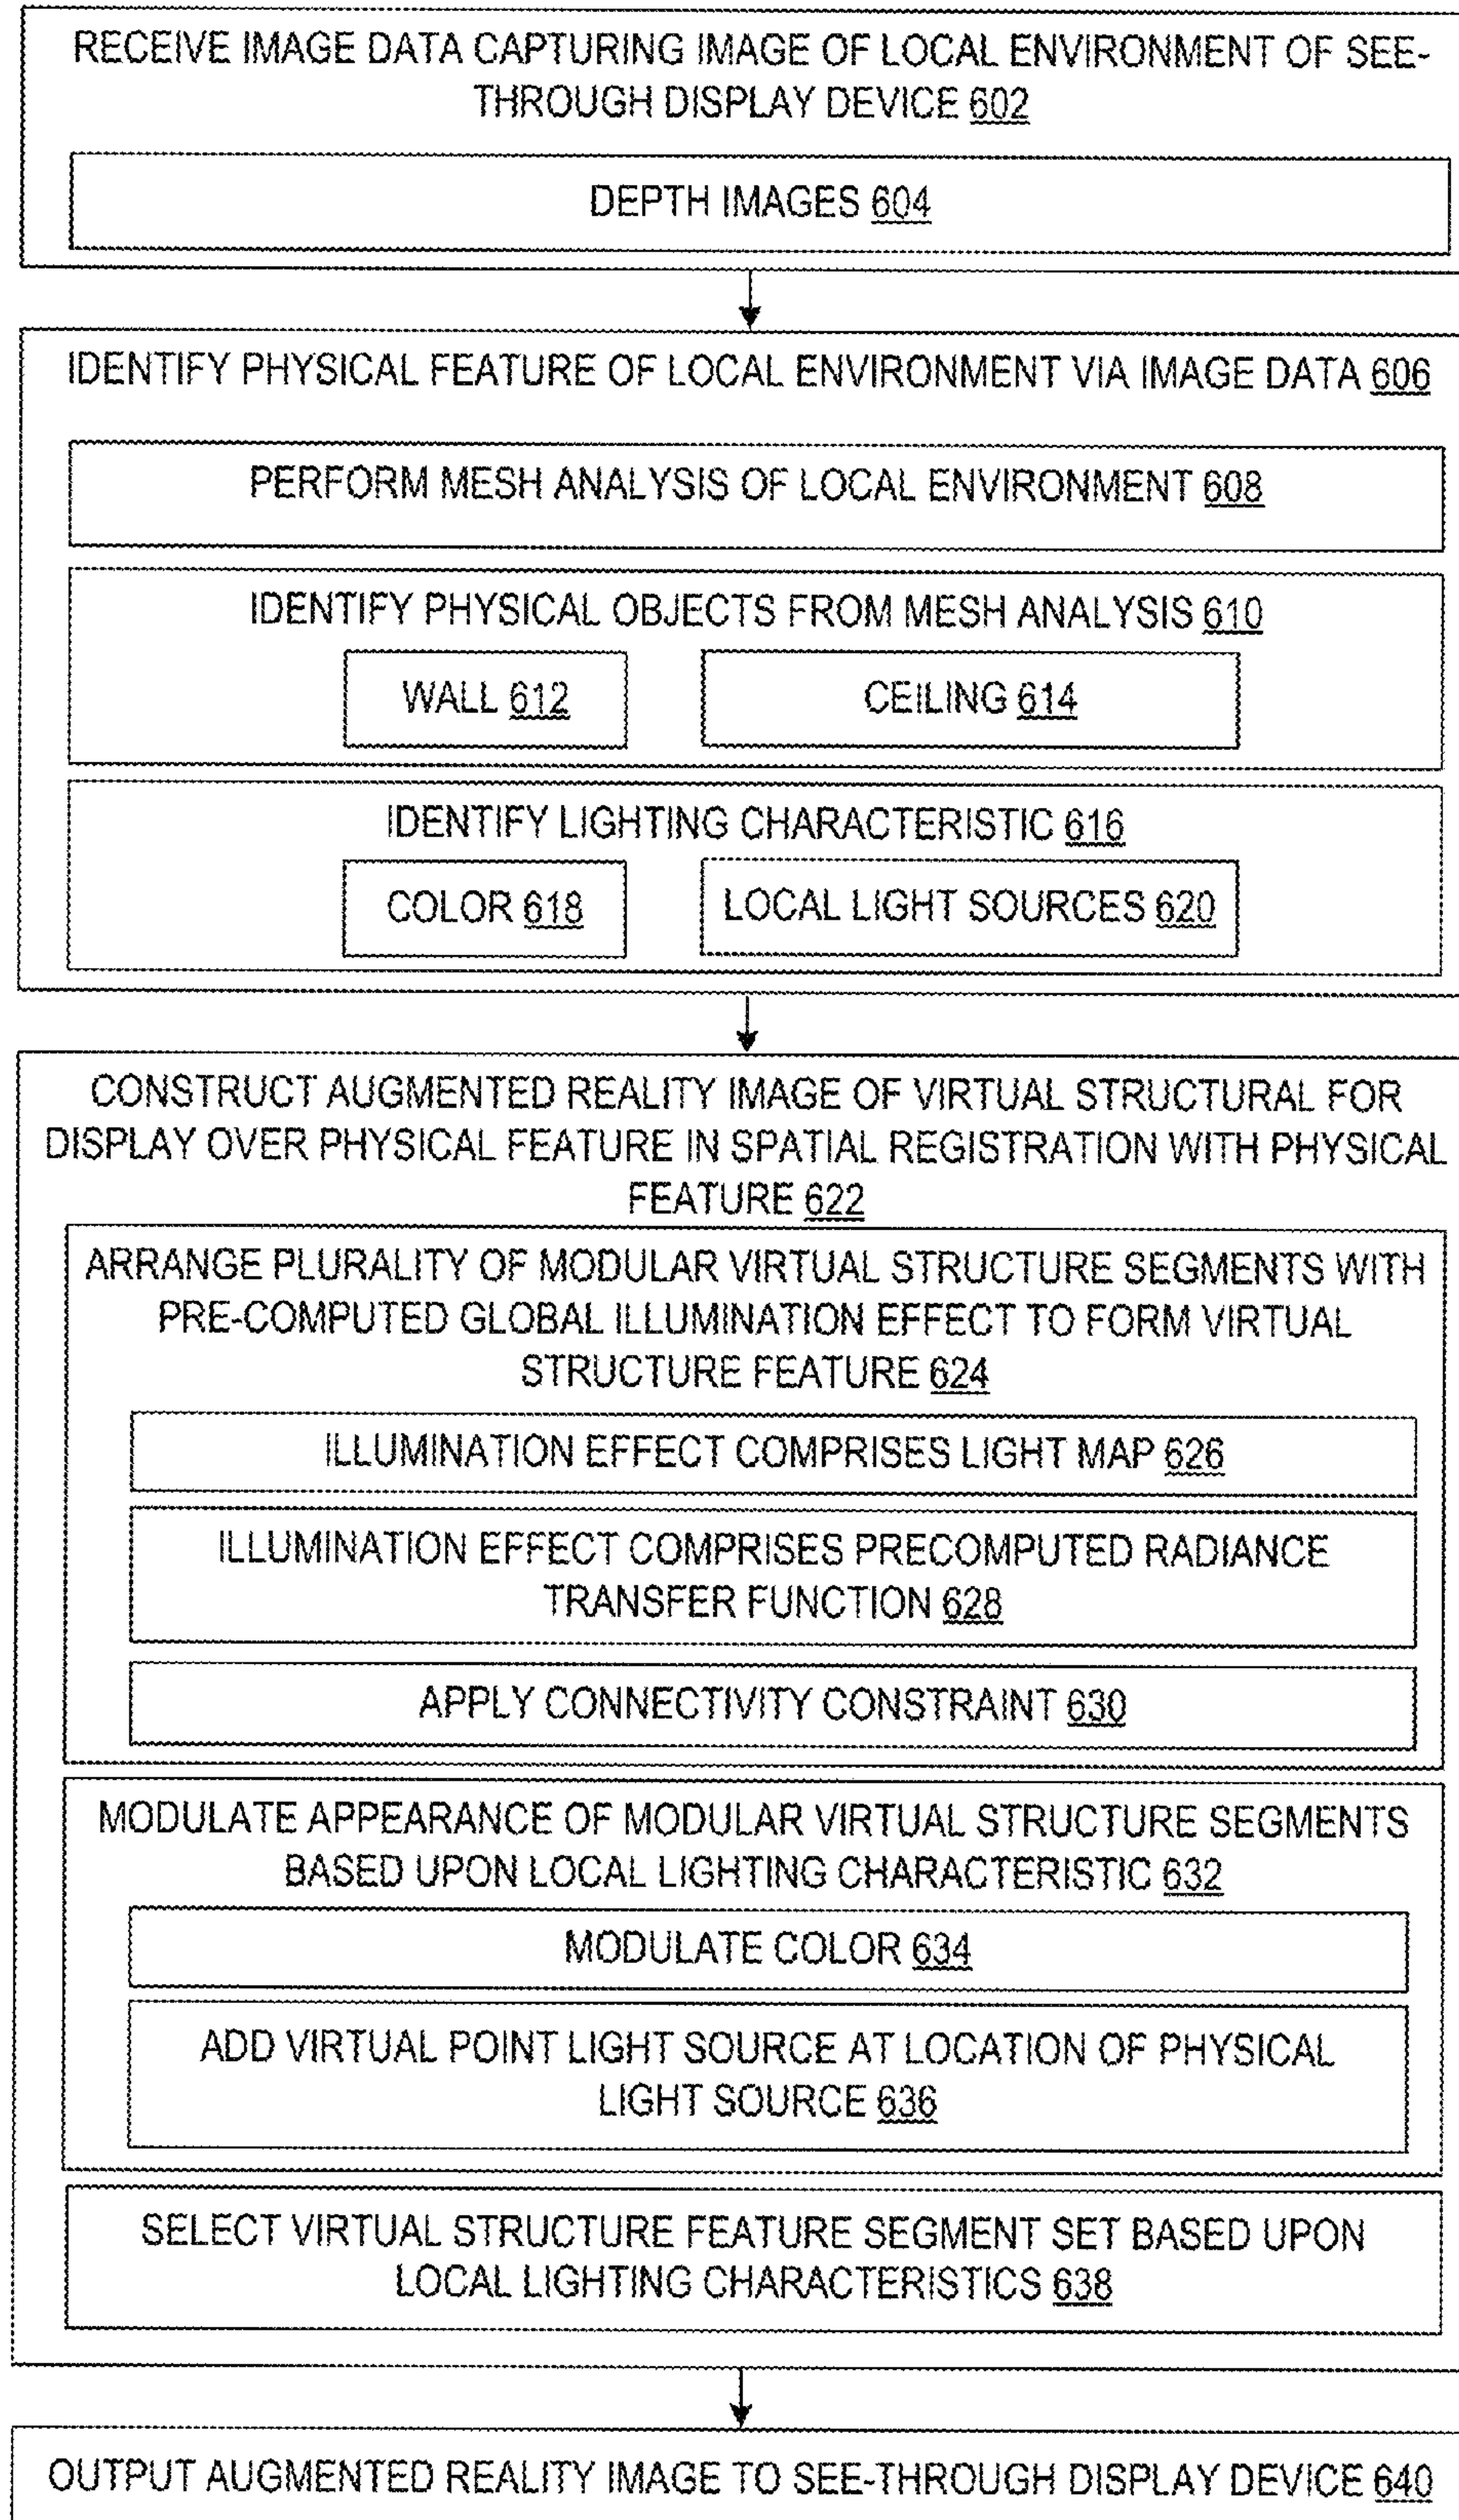 RECEIVE IMAGE DATA CAPTURING IMAGE OF LOCAL ENVIRONMENT OF SEE-
THROUGH DISPLAY DEVICE 602
DEPTH IMAGES 604
IDENTIFY PHYSICAL FEATURE OF LOCAL ENVIRONMENT VIA IMAGE DATA 606
PERFORM MESH ANALYSIS OF LOCAL ENVIRONMENT 608
IDENTIFY PHYSICAL OBJECTS FROM MESH ANALYSIS 610
WALL 612
CEILING 614
IDENTIFY LIGHTING CHARACTERISTIC 616
COLOR 618
LOCAL LIGHT SOURCES 620
CONSTRUCT AUGMENTED REALITY IMAGE OF VIRTUAL STRUCTURAL FOR
DISPLAY OVER PHYSICAL FEATURE IN SPATIAL REGISTRATION WITH PHYSICAL
FEATURE 622
ARRANGE PLURALITY OF MODULAR VIRTUAL STRUCTURE SEGMENTS WITH
PRE-COMPUTED GLOBAL ILLUMINATION EFFECT TO FORM VIRTUAL
STRUCTURE FEATURE 624
ILLUMINATION EFFECT COMPRISES LIGHT MAP 626
ILLUMINATION EFFECT COMPRISES PRECOMPUTED RADIANCE
TRANSFER FUNCTION 628
APPLY CONNECTIVITY CONSTRAINT 630
MODULATE APPEARANCE OF MODULAR VIRTUAL STRUCTURE SEGMENTS
BASED UPON LOCAL LIGHTING CHARACTERISTIC 632
MODULATE COLOR 634
ADD VIRTUAL POINT LIGHT SOURCE AT LOCATION OF PHYSICAL
LIGHT SOURCE 636
SELECT VIRTUAL STRUCTURE FEATURE SEGMENT SET BASED UPON
LOCAL LIGHTING CHARACTERISTICS 638
OUTPUT AUGMENTED REALITY IMAGE TO SEE-THROUGH DISPLAY DEVICE 640